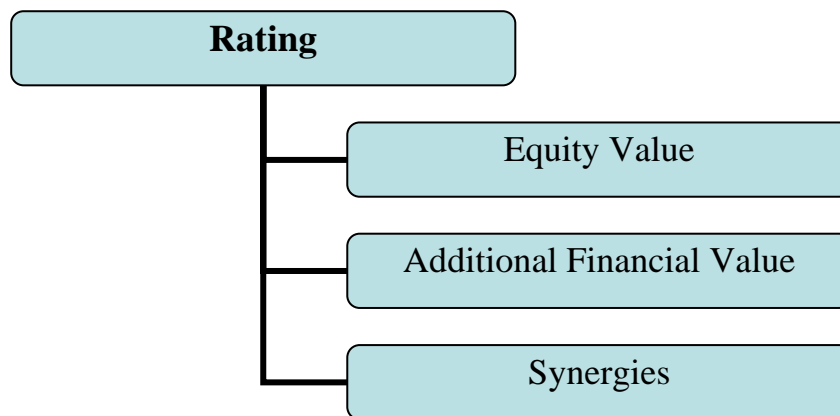 Rating
Equity Value
Additional Financial Value
Synergies